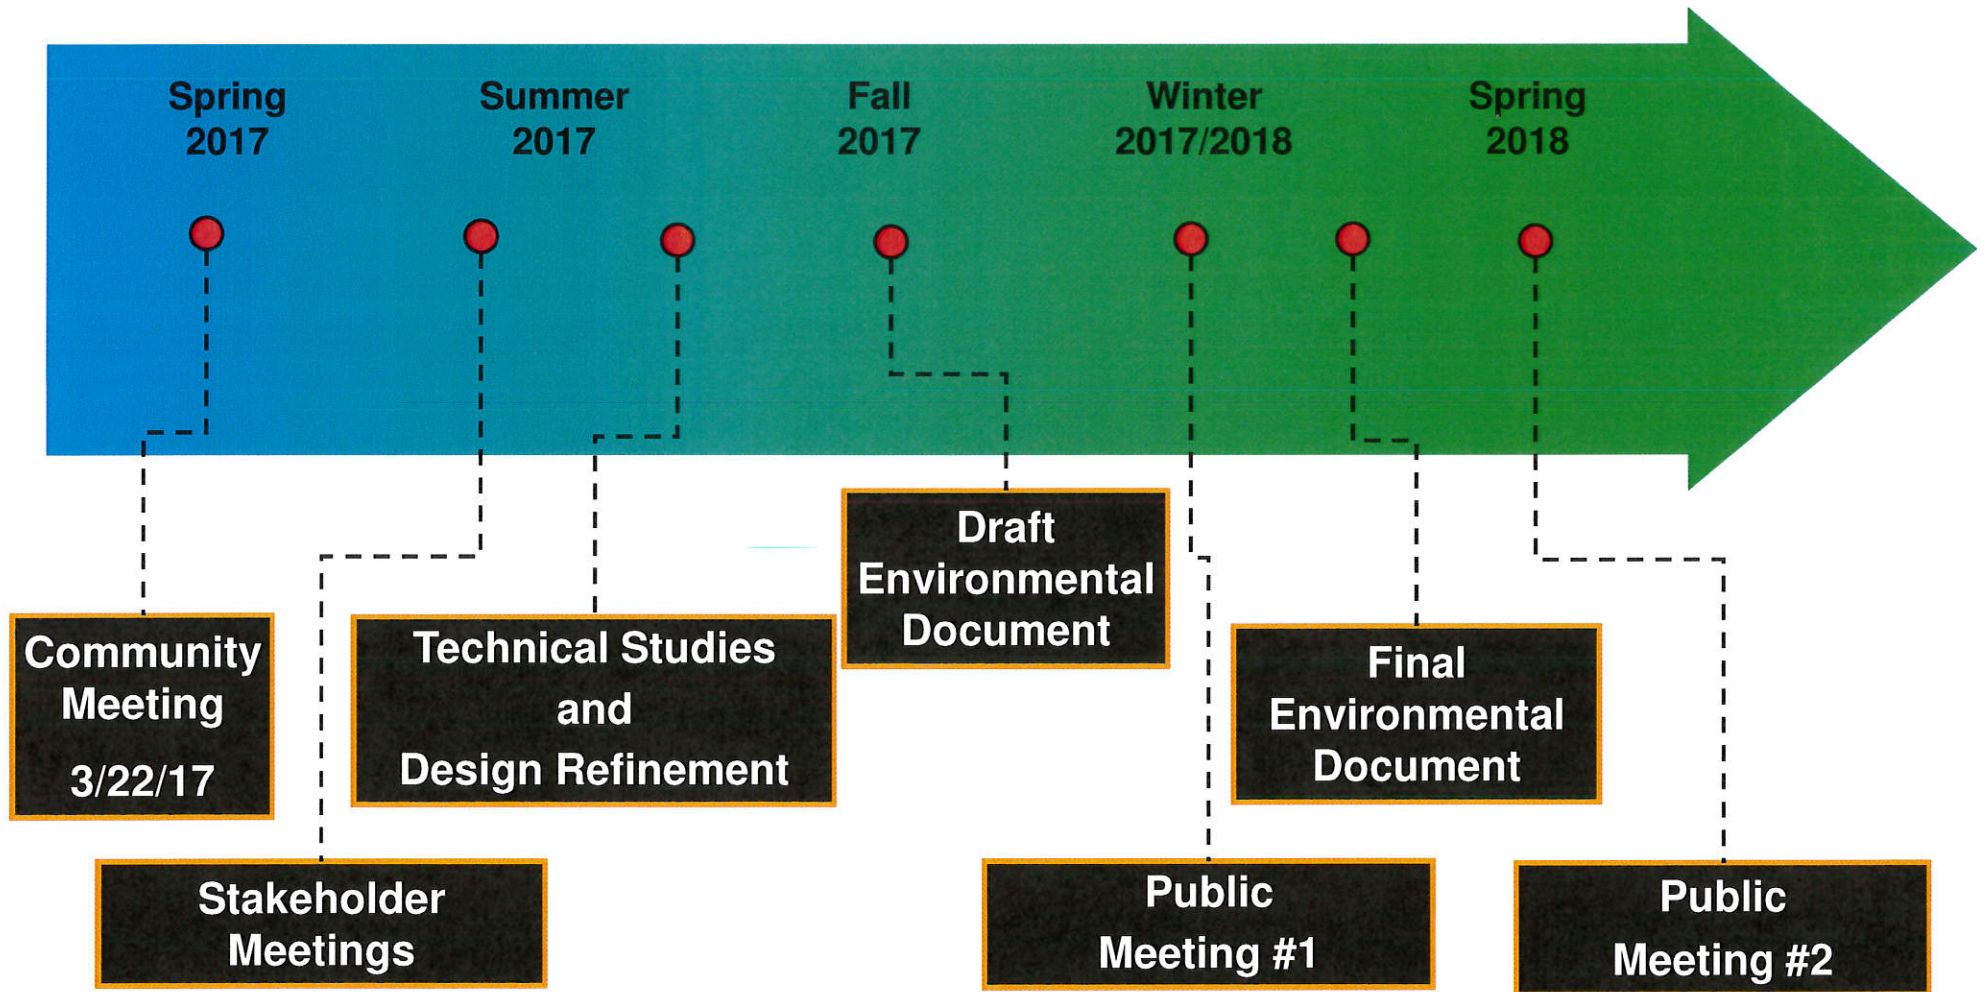 Spring
2017
Summer
2017
Fall
2017
Winter
2017/2018
Spring
2018
Community
Meeting
3/22/17
Stakeholder
Meetings
Technical Studies
and
Design Refinement
Draft
Environmental
Document
Public
Meeting #1
Final
Environmental
Document
Public
Meeting #2